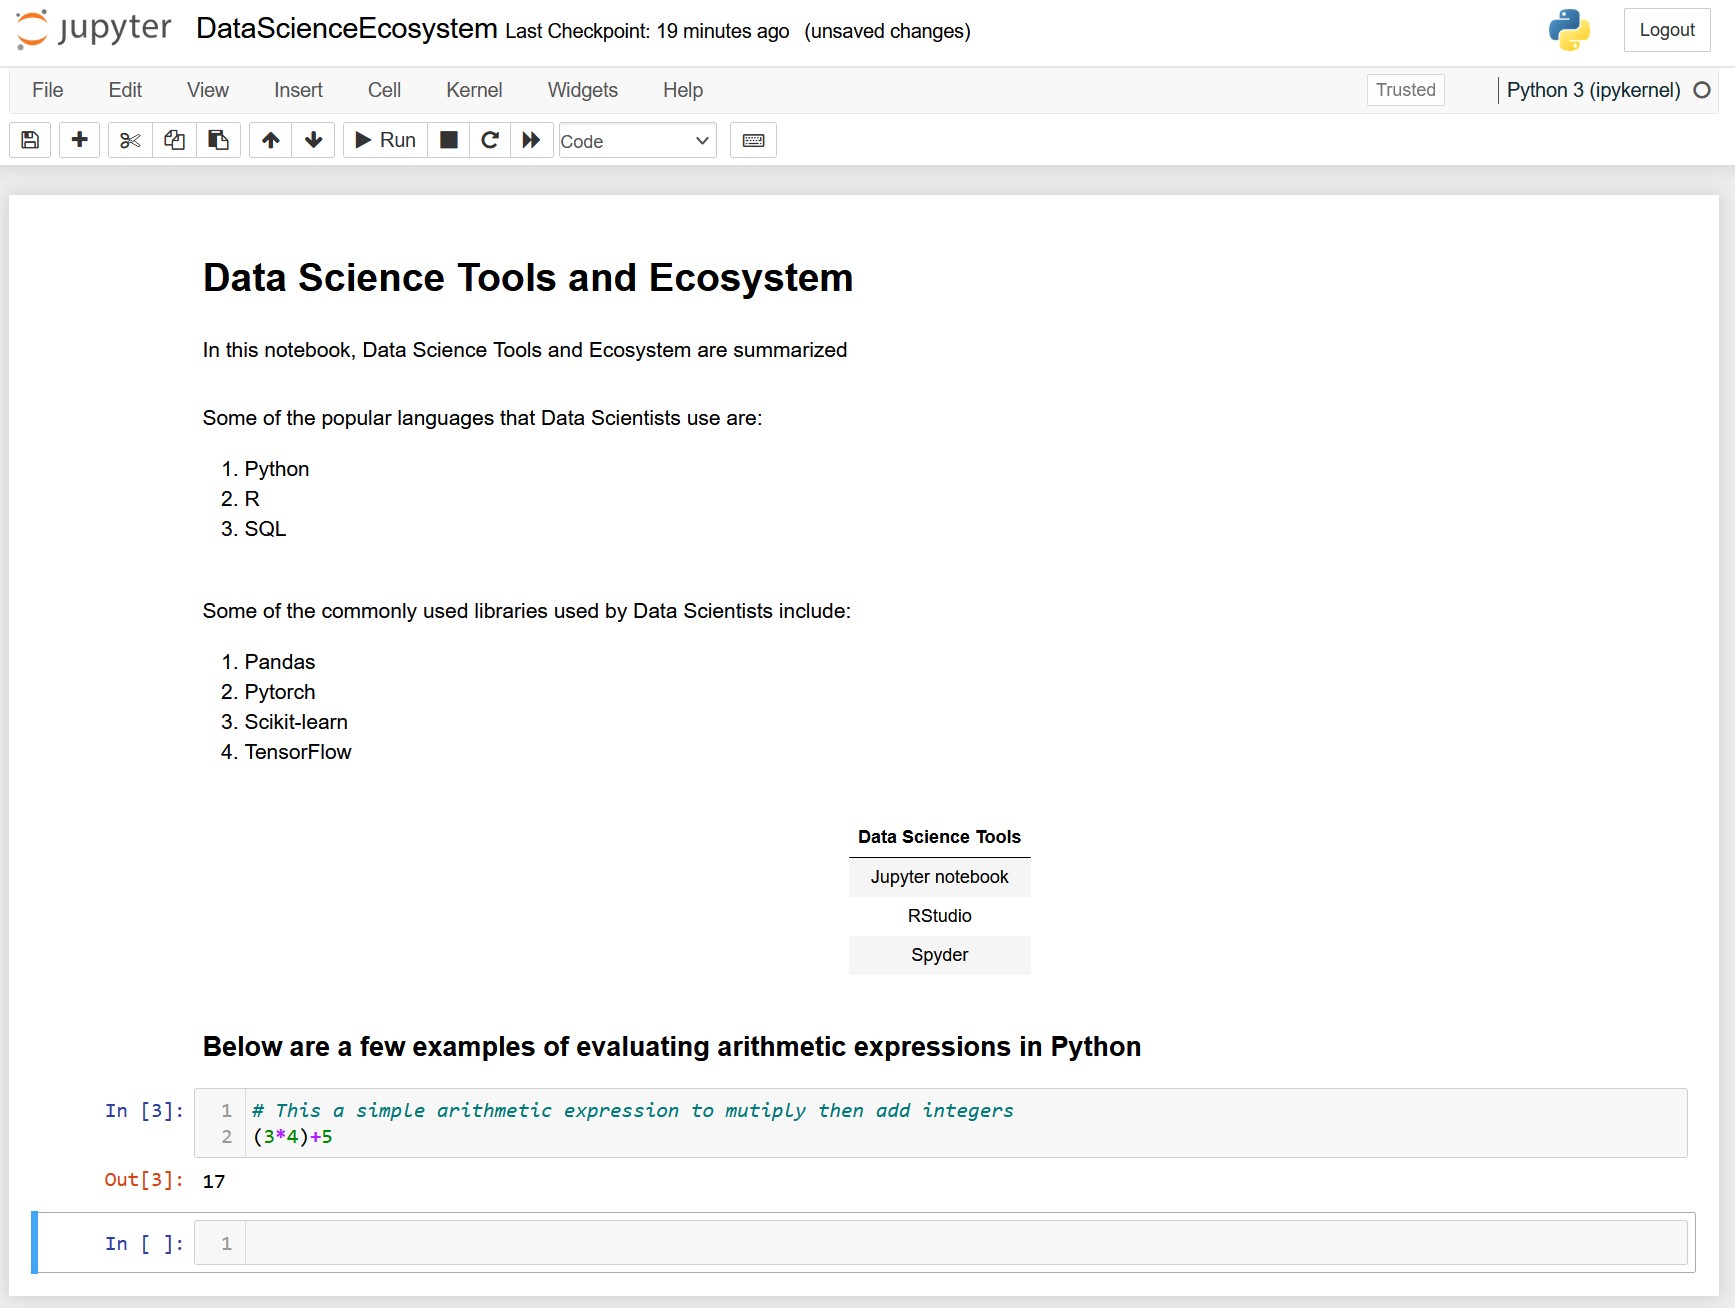 jupyter DataScienceEcosystem Last Checkpoint: 19 minutes ago (unsaved changes) Logout
File Edit View Insert Cell Kernel Widgets Help Trusted Python 3 (ipykernel)
Run Code
Data Science Tools and Ecosystem
In this notebook, Data Science Tools and Ecosystem are summarized
Some of the popular languages that Data Scientists use are:
1. Python
2. R
3. SQL
Some of the commonly used libraries used by Data Scientists include:
1. Pandas
2. Pytorch
3. Scikit-learn
4. TensorFlow
Data Science Tools
Jupyter notebook
RStudio
Spyder
Below are a few examples of evaluating arithmetic expressions in Python
In [3]: 1 # This a simple arithmetic expression to mutiply then add integers
2 (3*4)+5
Out[3]: 17
In [ ]: 1